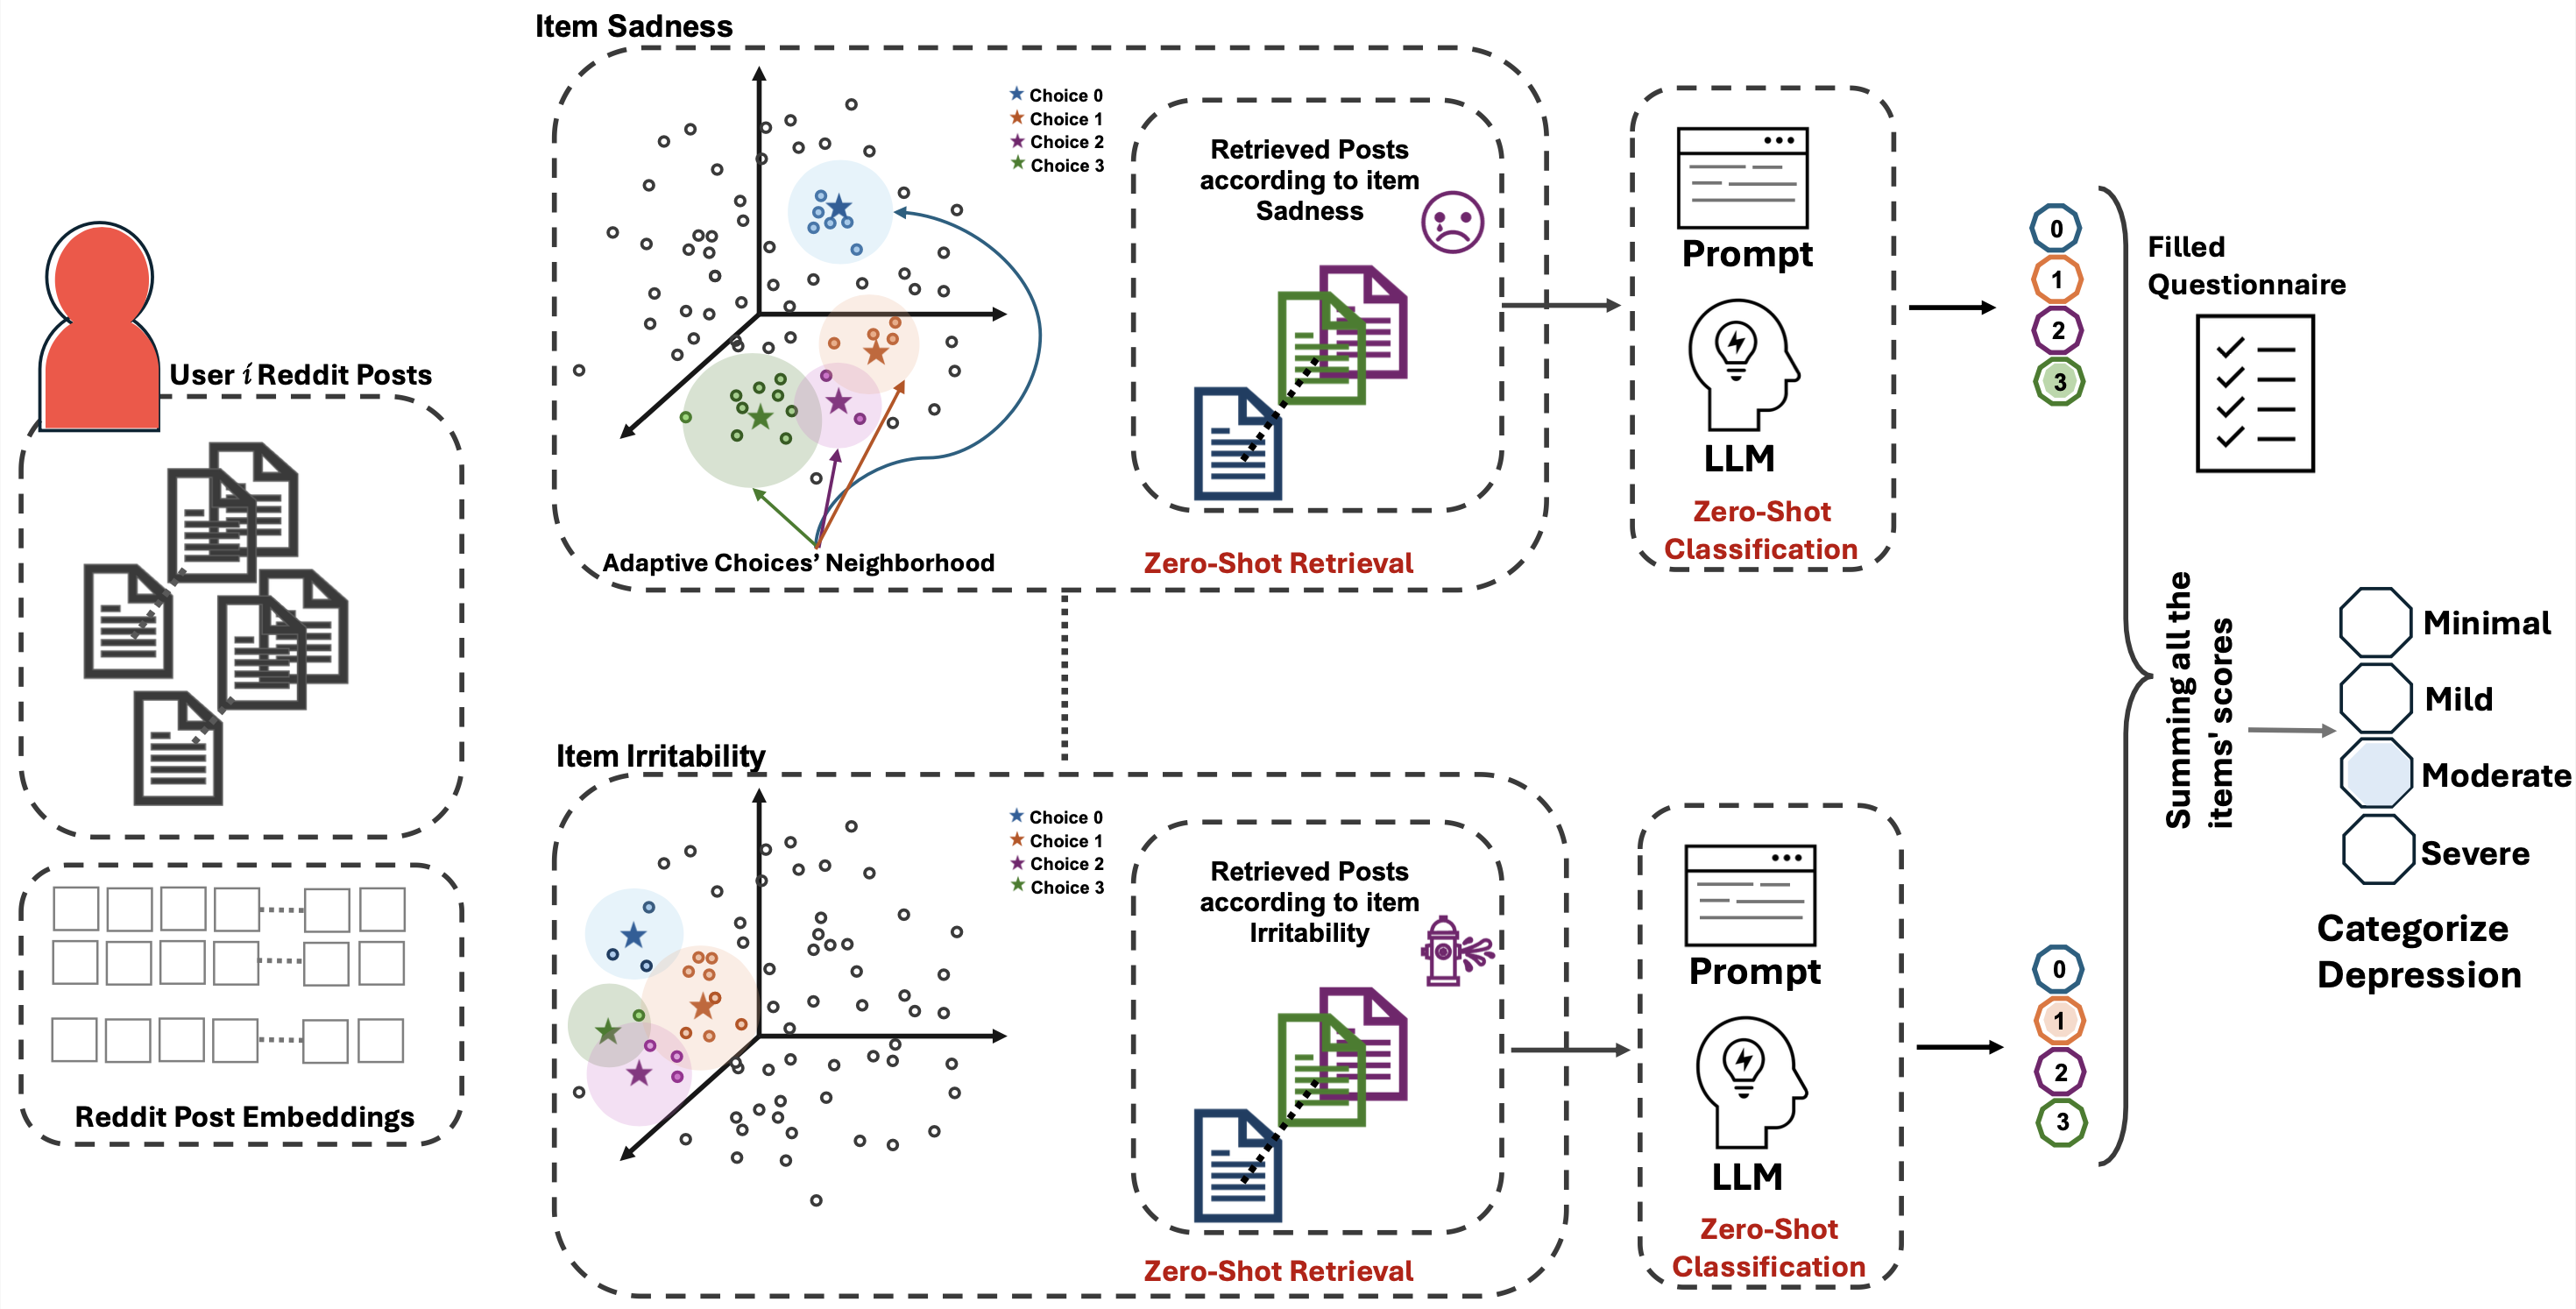 User i Reddit Posts
Reddit Post Embeddings
Item Sadness
Choice 0
Choice 1
Choice 2
Choice 3
Adaptive Choices’ Neighborhood
Retrieved Posts
according to item
Sadness
Zero-Shot Retrieval
Prompt
LLM
Zero-Shot
Classification
0
1
2
3
Filled
Questionnaire
Item Irritability
Choice 0
Choice 1
Choice 2
Choice 3
Retrieved Posts
according to item
Irritability
Zero-Shot Retrieval
Prompt
LLM
Zero-Shot
Classification
0
1
2
3
Summing all the
items' scores
Minimal
Mild
Moderate
Severe
Categorize
Depression